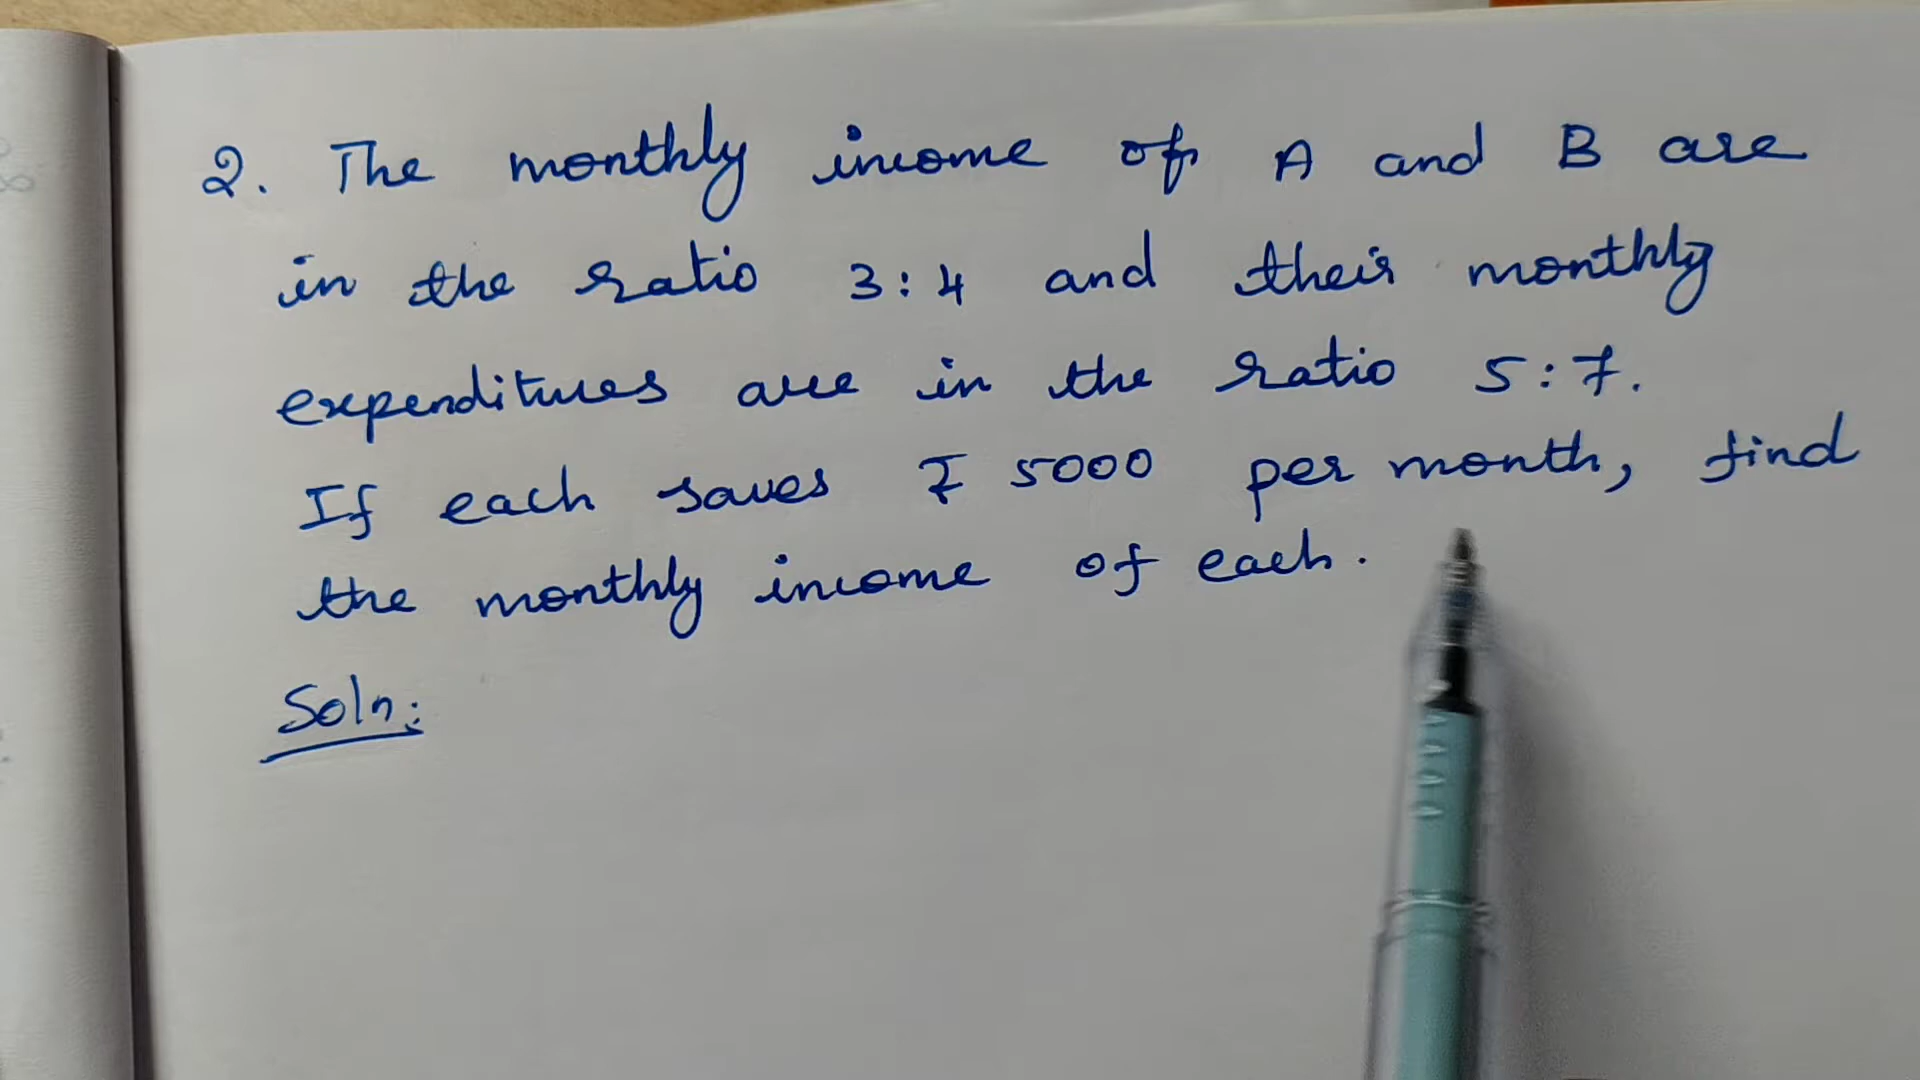 2. The monthly income of A and B are
in the ratio 3:4 and their monthly
expenditures are in the ratio 5:7.
If each saves ₹ 5000 per month, find
the monthly income of each.
Soln: